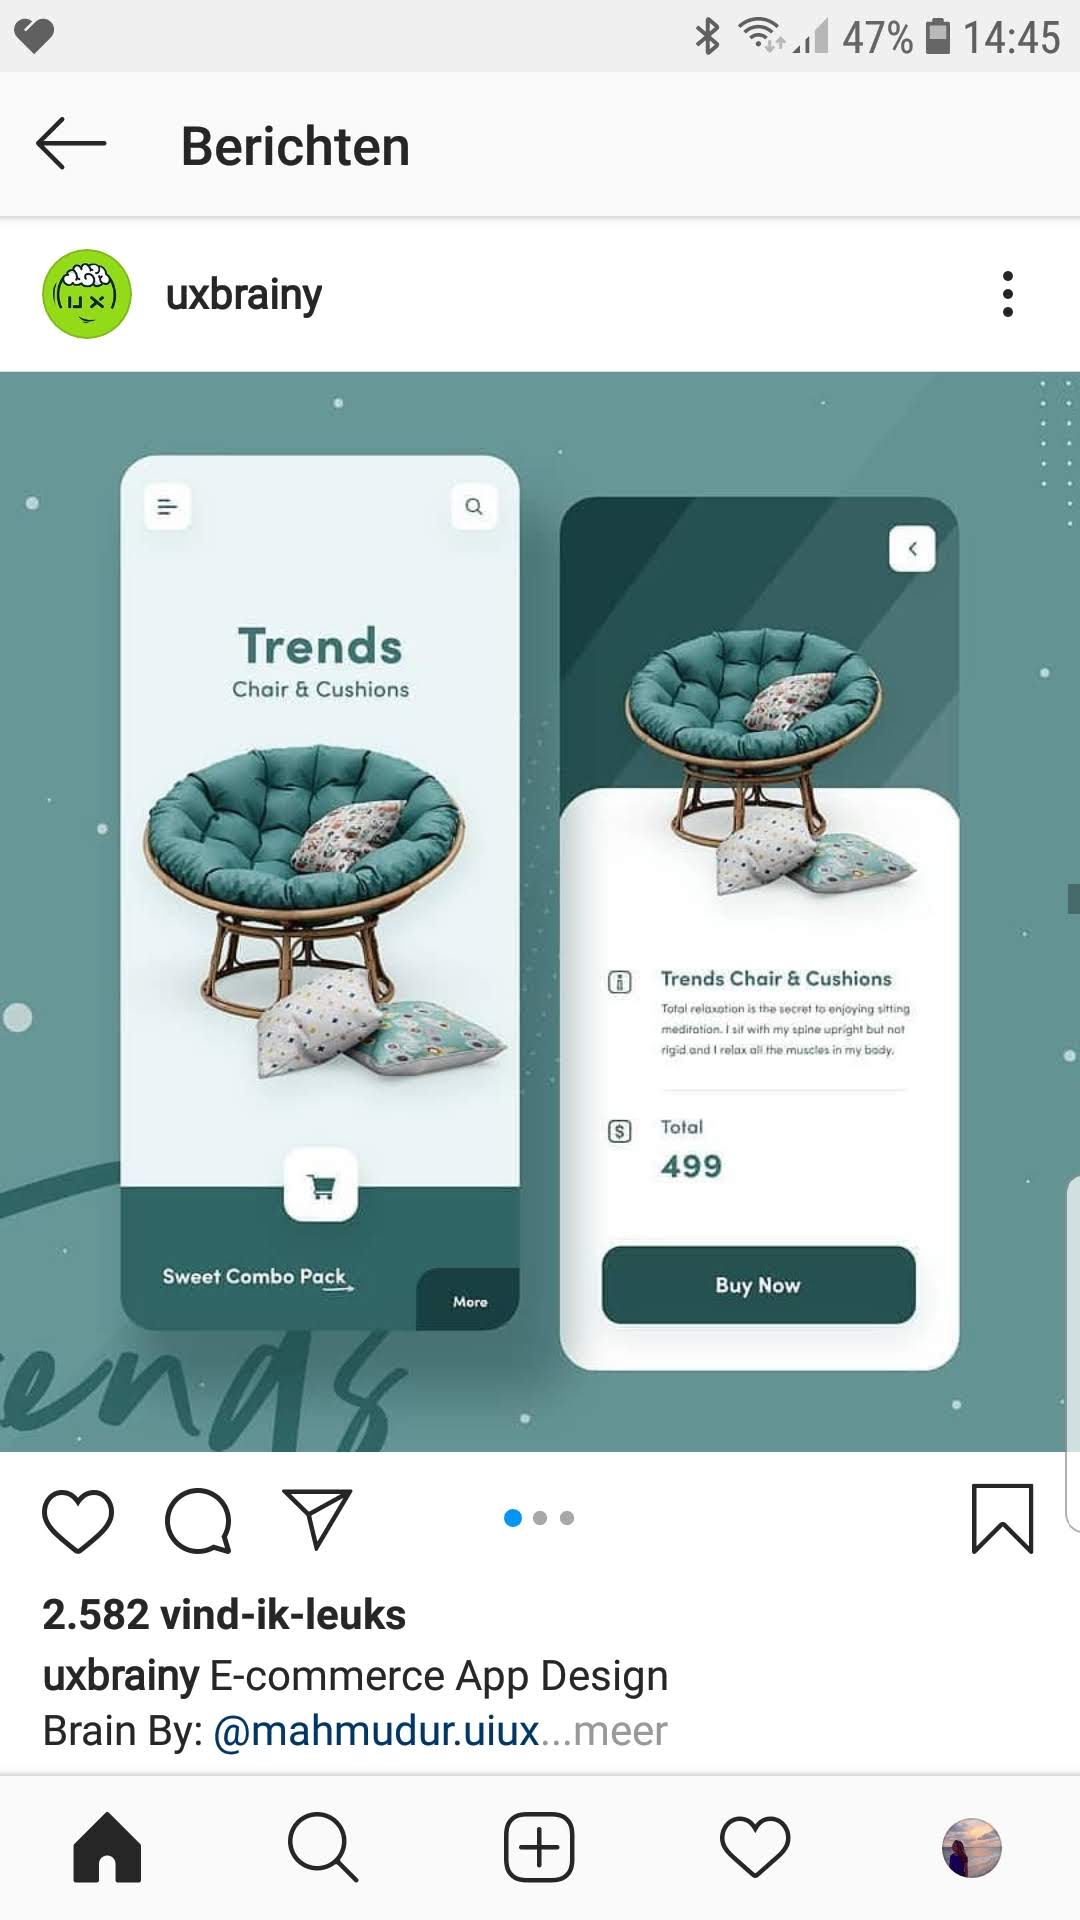 47% 14:45
Berichten
UX
uxbrainy
Trends
Chair & Cushions
Sweet Combo Pack
More
Trends Chair & Cushions
Total relaxation is the secret to enjoying sitting
meditation. I sit with my spine upright but not
rigid and I relax all the muscles in my body.
$ Total
499
Buy Now
ends
2.582 vind-ik-leuks
uxbrainy E-commerce App Design
Brain By: @mahmudur.uiux...meer